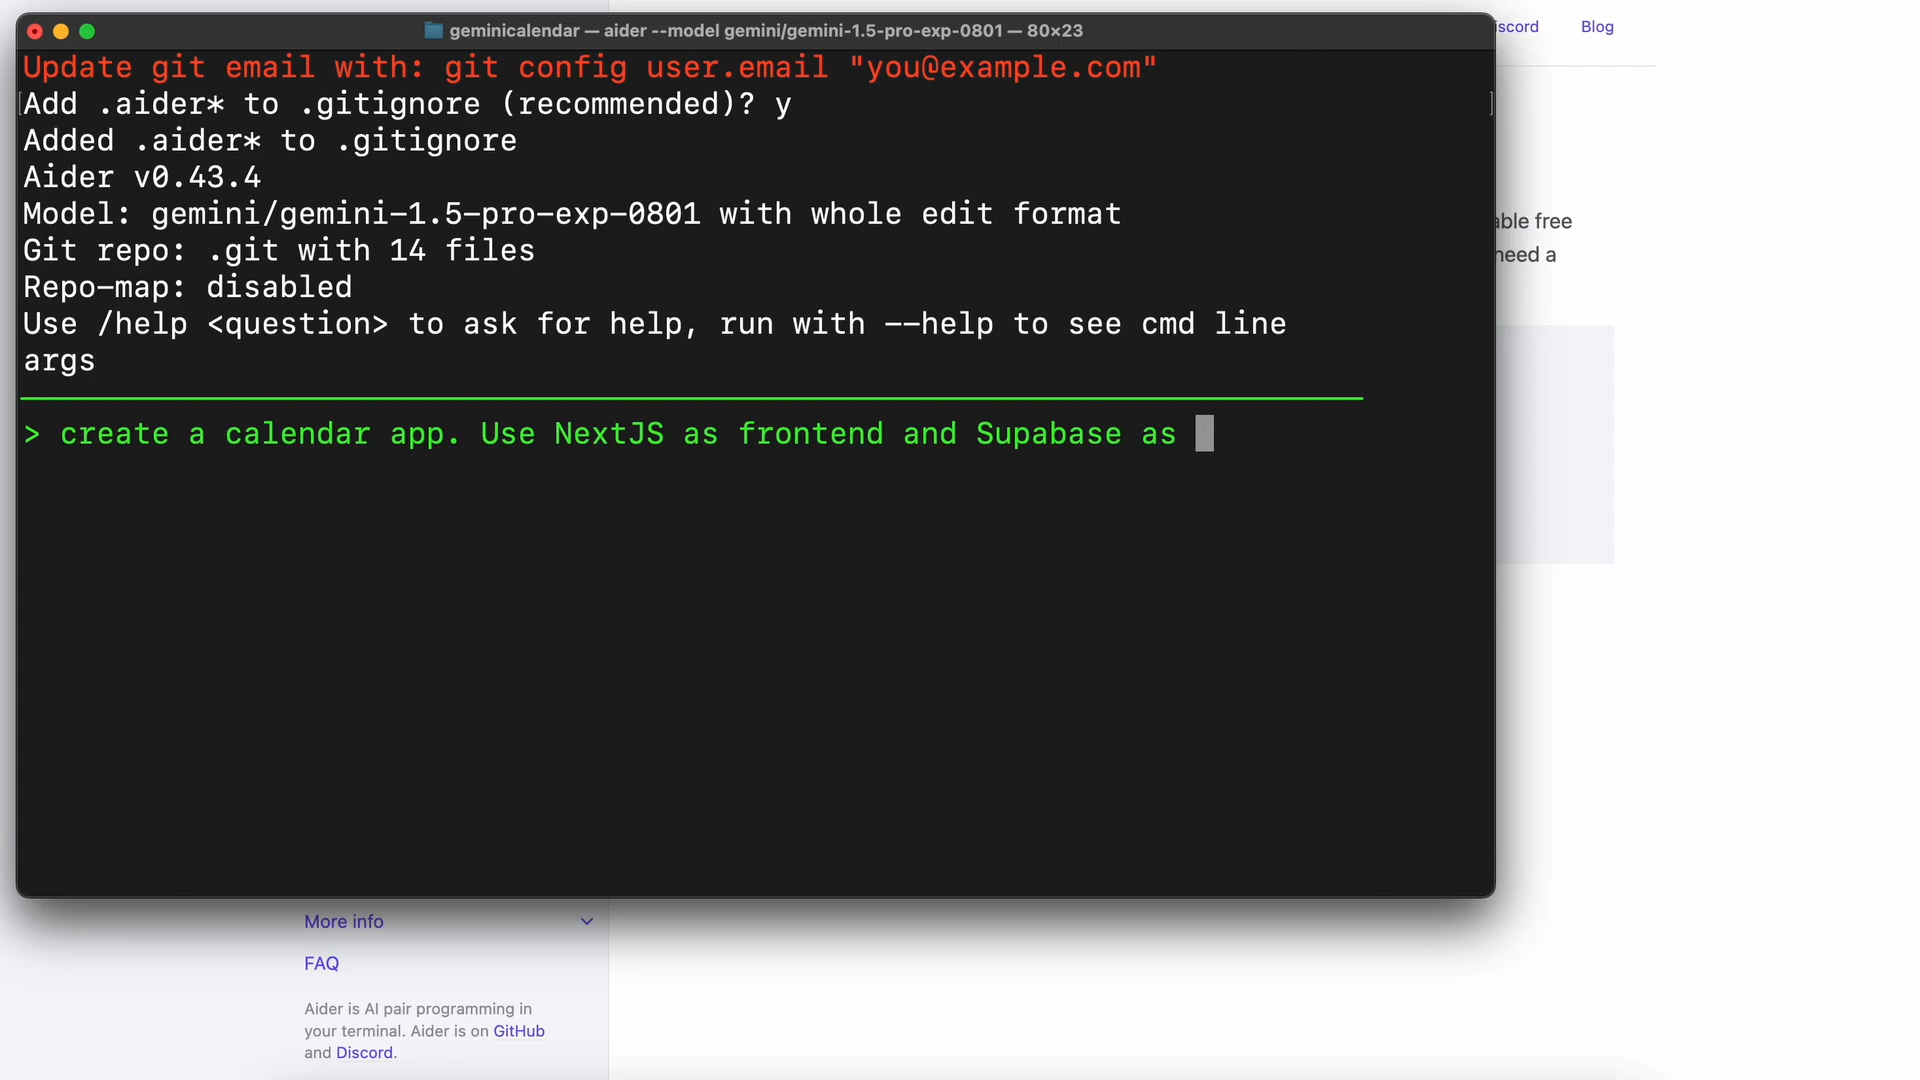 geminicalendar — aider --model gemini/gemini-1.5-pro-exp-0801 — 80×23
Update git email with: git config user.email "you@example.com"
Add .aider* to .gitignore (recommended)? y
Added .aider* to .gitignore
Aider v0.43.4
Model: gemini/gemini-1.5-pro-exp-0801 with whole edit format
Git repo: .git with 14 files
Repo-map: disabled
Use /help <question> to ask for help, run with --help to see cmd line
args
> create a calendar app. Use NextJS as frontend and Supabase as
iscord
Blog
able free
need a
More info
FAQ
Aider is AI pair programming in
your terminal. Aider is on GitHub
and Discord.